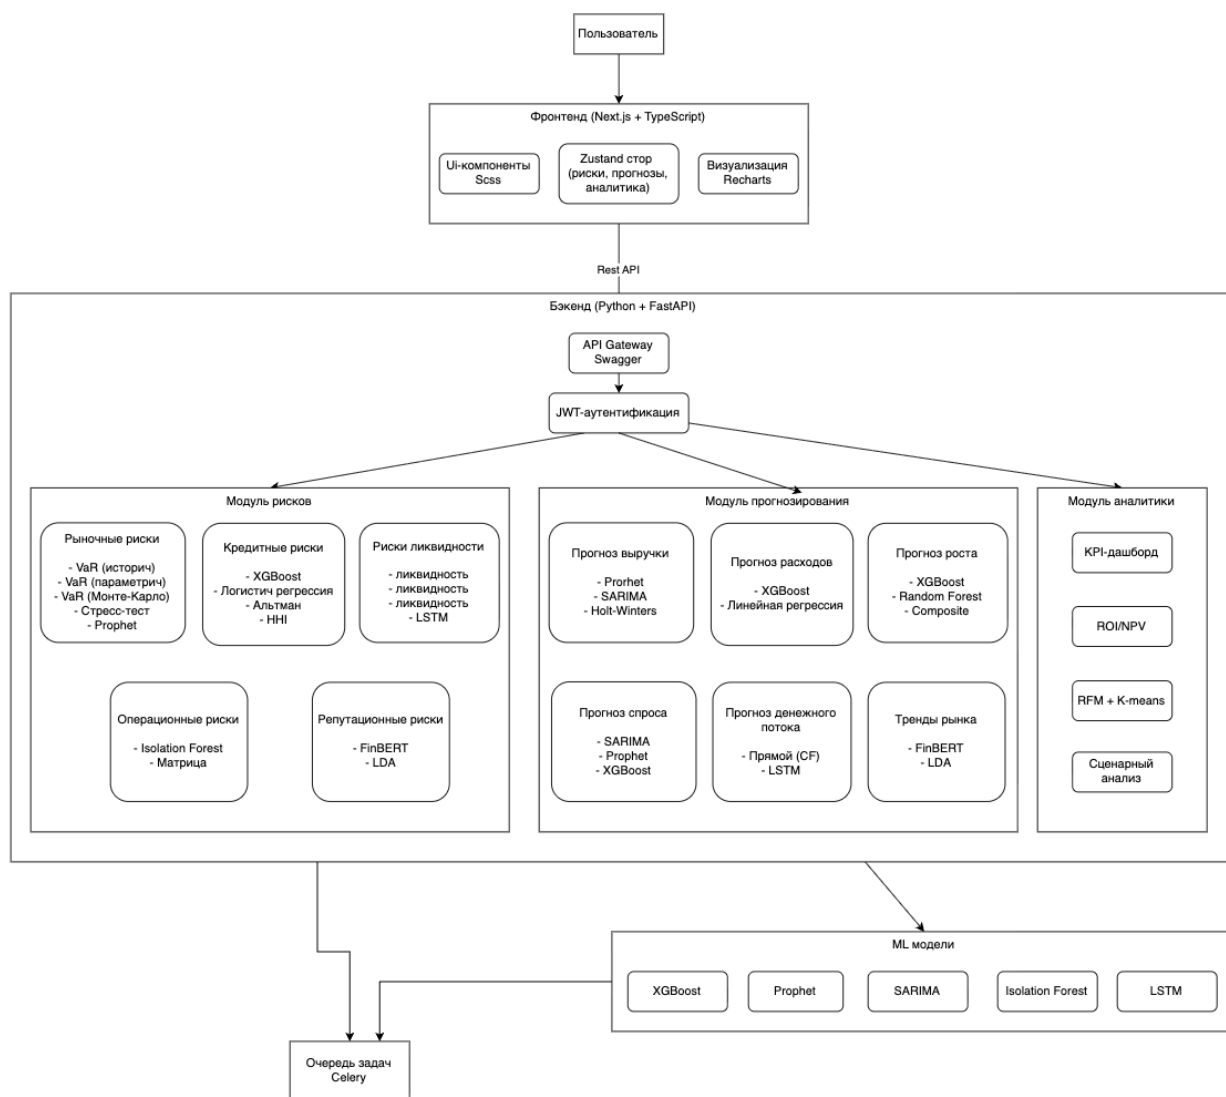 Пользователь
Фронтенд (Next.js + TypeScript)
Ui-компоненты
Scss
Zustand стор
(риски, прогнозы,
аналитика)
Визуализация
Recharts
Rest API
Бэкенд (Python + FastAPI)
API Gateway
Swagger
JWT-аутентификация
Модуль рисков
Рыночные риски
- VaR (историч)
- VaR (параметрич)
- VaR (Монте-Карло)
- Стресс-тест
- Prophet
Кредитные риски
- XGBoost
- Логистич регрессия
- Альтман
- HHI
Риски ликвидности
- ликвидность
- ликвидность
- ликвидность
- LSTM
Операционные риски
- Isolation Forest
- Матрица
Репутационные риски
- FinBERT
- LDA
Модуль прогнозирования
Прогноз выручки
- Prorhet
- SARIMA
- Holt-Winters
Прогноз расходов
- XGBoost
- Линейная регрессия
Прогноз роста
- XGBoost
- Random Forest
- Composite
Прогноз спроса
- SARIMA
- Prophet
- XGBoost
Прогноз денежного
потока
- Прямой (CF)
- LSTM
Тренды рынка
- FinBERT
- LDA
Модуль аналитики
KPI-дашборд
ROI/NPV
RFM + K-means
Сценарный
анализ
ML модели
XGBoost
Prophet
SARIMA
Isolation Forest
LSTM
Очередь задач
Celery